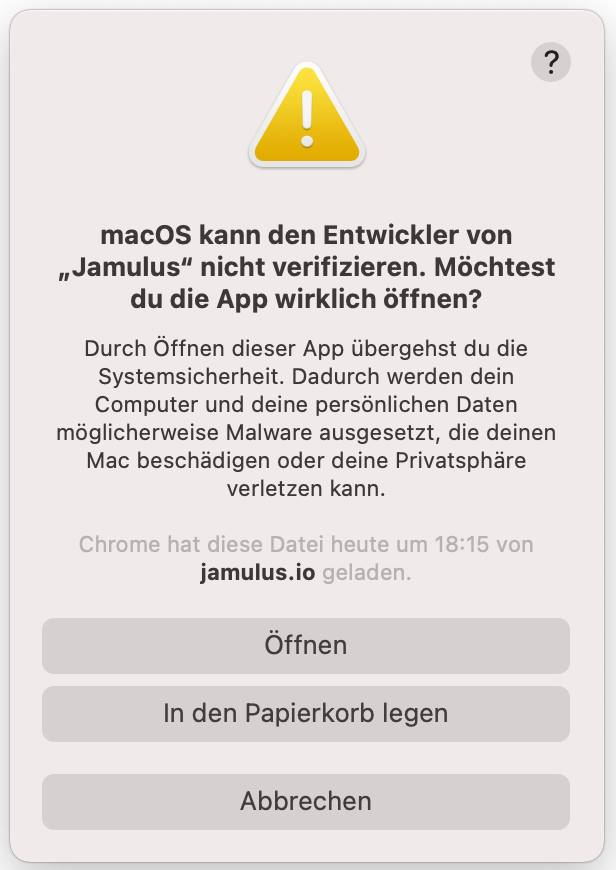 ?
macOS kann den Entwickler von
„Jamulus“ nicht verifizieren. Möchtest
du die App wirklich öffnen?
Durch Öffnen dieser App übergehst du die
Systemsicherheit. Dadurch werden dein
Computer und deine persönlichen Daten
möglicherweise Malware ausgesetzt, die deinen
Mac beschädigen oder deine Privatsphäre
verletzen kann.
Chrome hat diese Datei heute um 18:15 von
jamulus.io geladen.
Öffnen
In den Papierkorb legen
Abbrechen